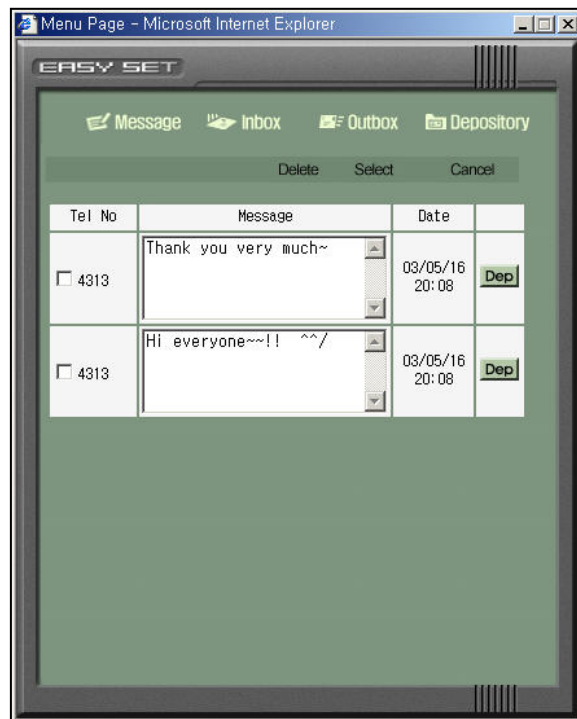 Menu Page - Microsoft Internet Explorer
EASY SET
Message Inbox Outbox Depository
Delete Select Cancel
Tel No Message Date
4313 Thank you very much~ 03/05/16 20:08 Dep
4313 Hi everyone~~!! ^^/ 03/05/16 20:08 Dep